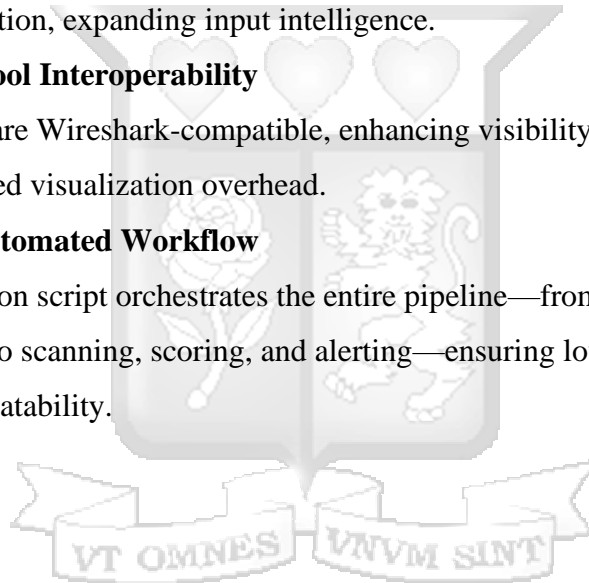 tion, expanding input intelligence.
ool Interoperability
are Wireshark-compatible, enhancing visibility
ed visualization overhead.
tomated Workflow
on script orchestrates the entire pipeline—from
o scanning, scoring, and alerting—ensuring lo
atability.
VT OMNES VNVM SINT